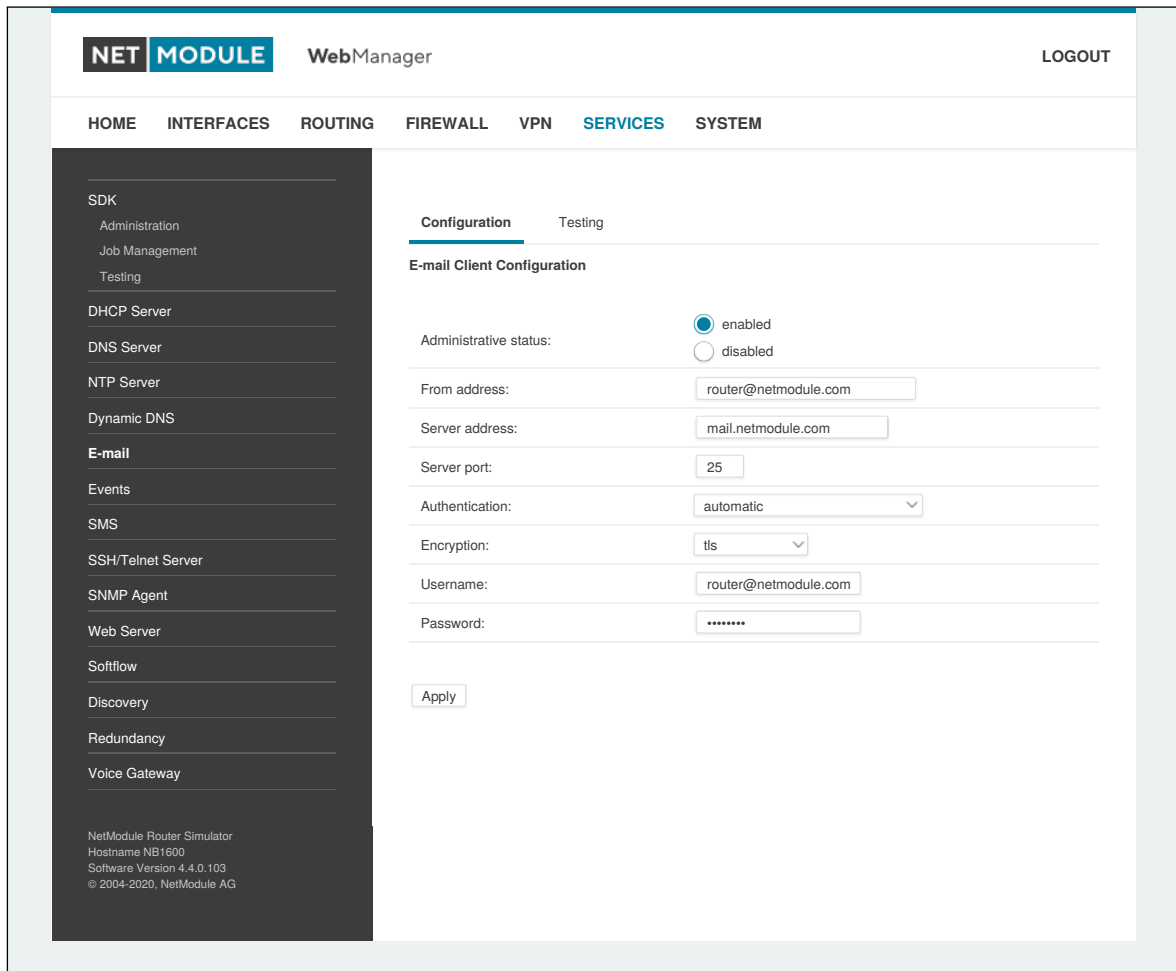 NET MODULE WebManager LOGOUT
HOME INTERFACES ROUTING FIREWALL VPN SERVICES SYSTEM
SDK
Administration
Job Management
Testing
DHCP Server
DNS Server
NTP Server
Dynamic DNS
E-mail
Events
SMS
SSH/Telnet Server
SNMP Agent
Web Server
Softflow
Discovery
Redundancy
Voice Gateway
NetModule Router Simulator
Hostname NB1600
Software Version 4.4.0.103
© 2004-2020, NetModule AG
Configuration Testing
E-mail Client Configuration
Administrative status: enabled
disabled
From address: router@netmodule.com
Server address: mail.netmodule.com
Server port: 25
Authentication: automatic
Encryption: tls
Username: router@netmodule.com
Password: ••••••••
Apply